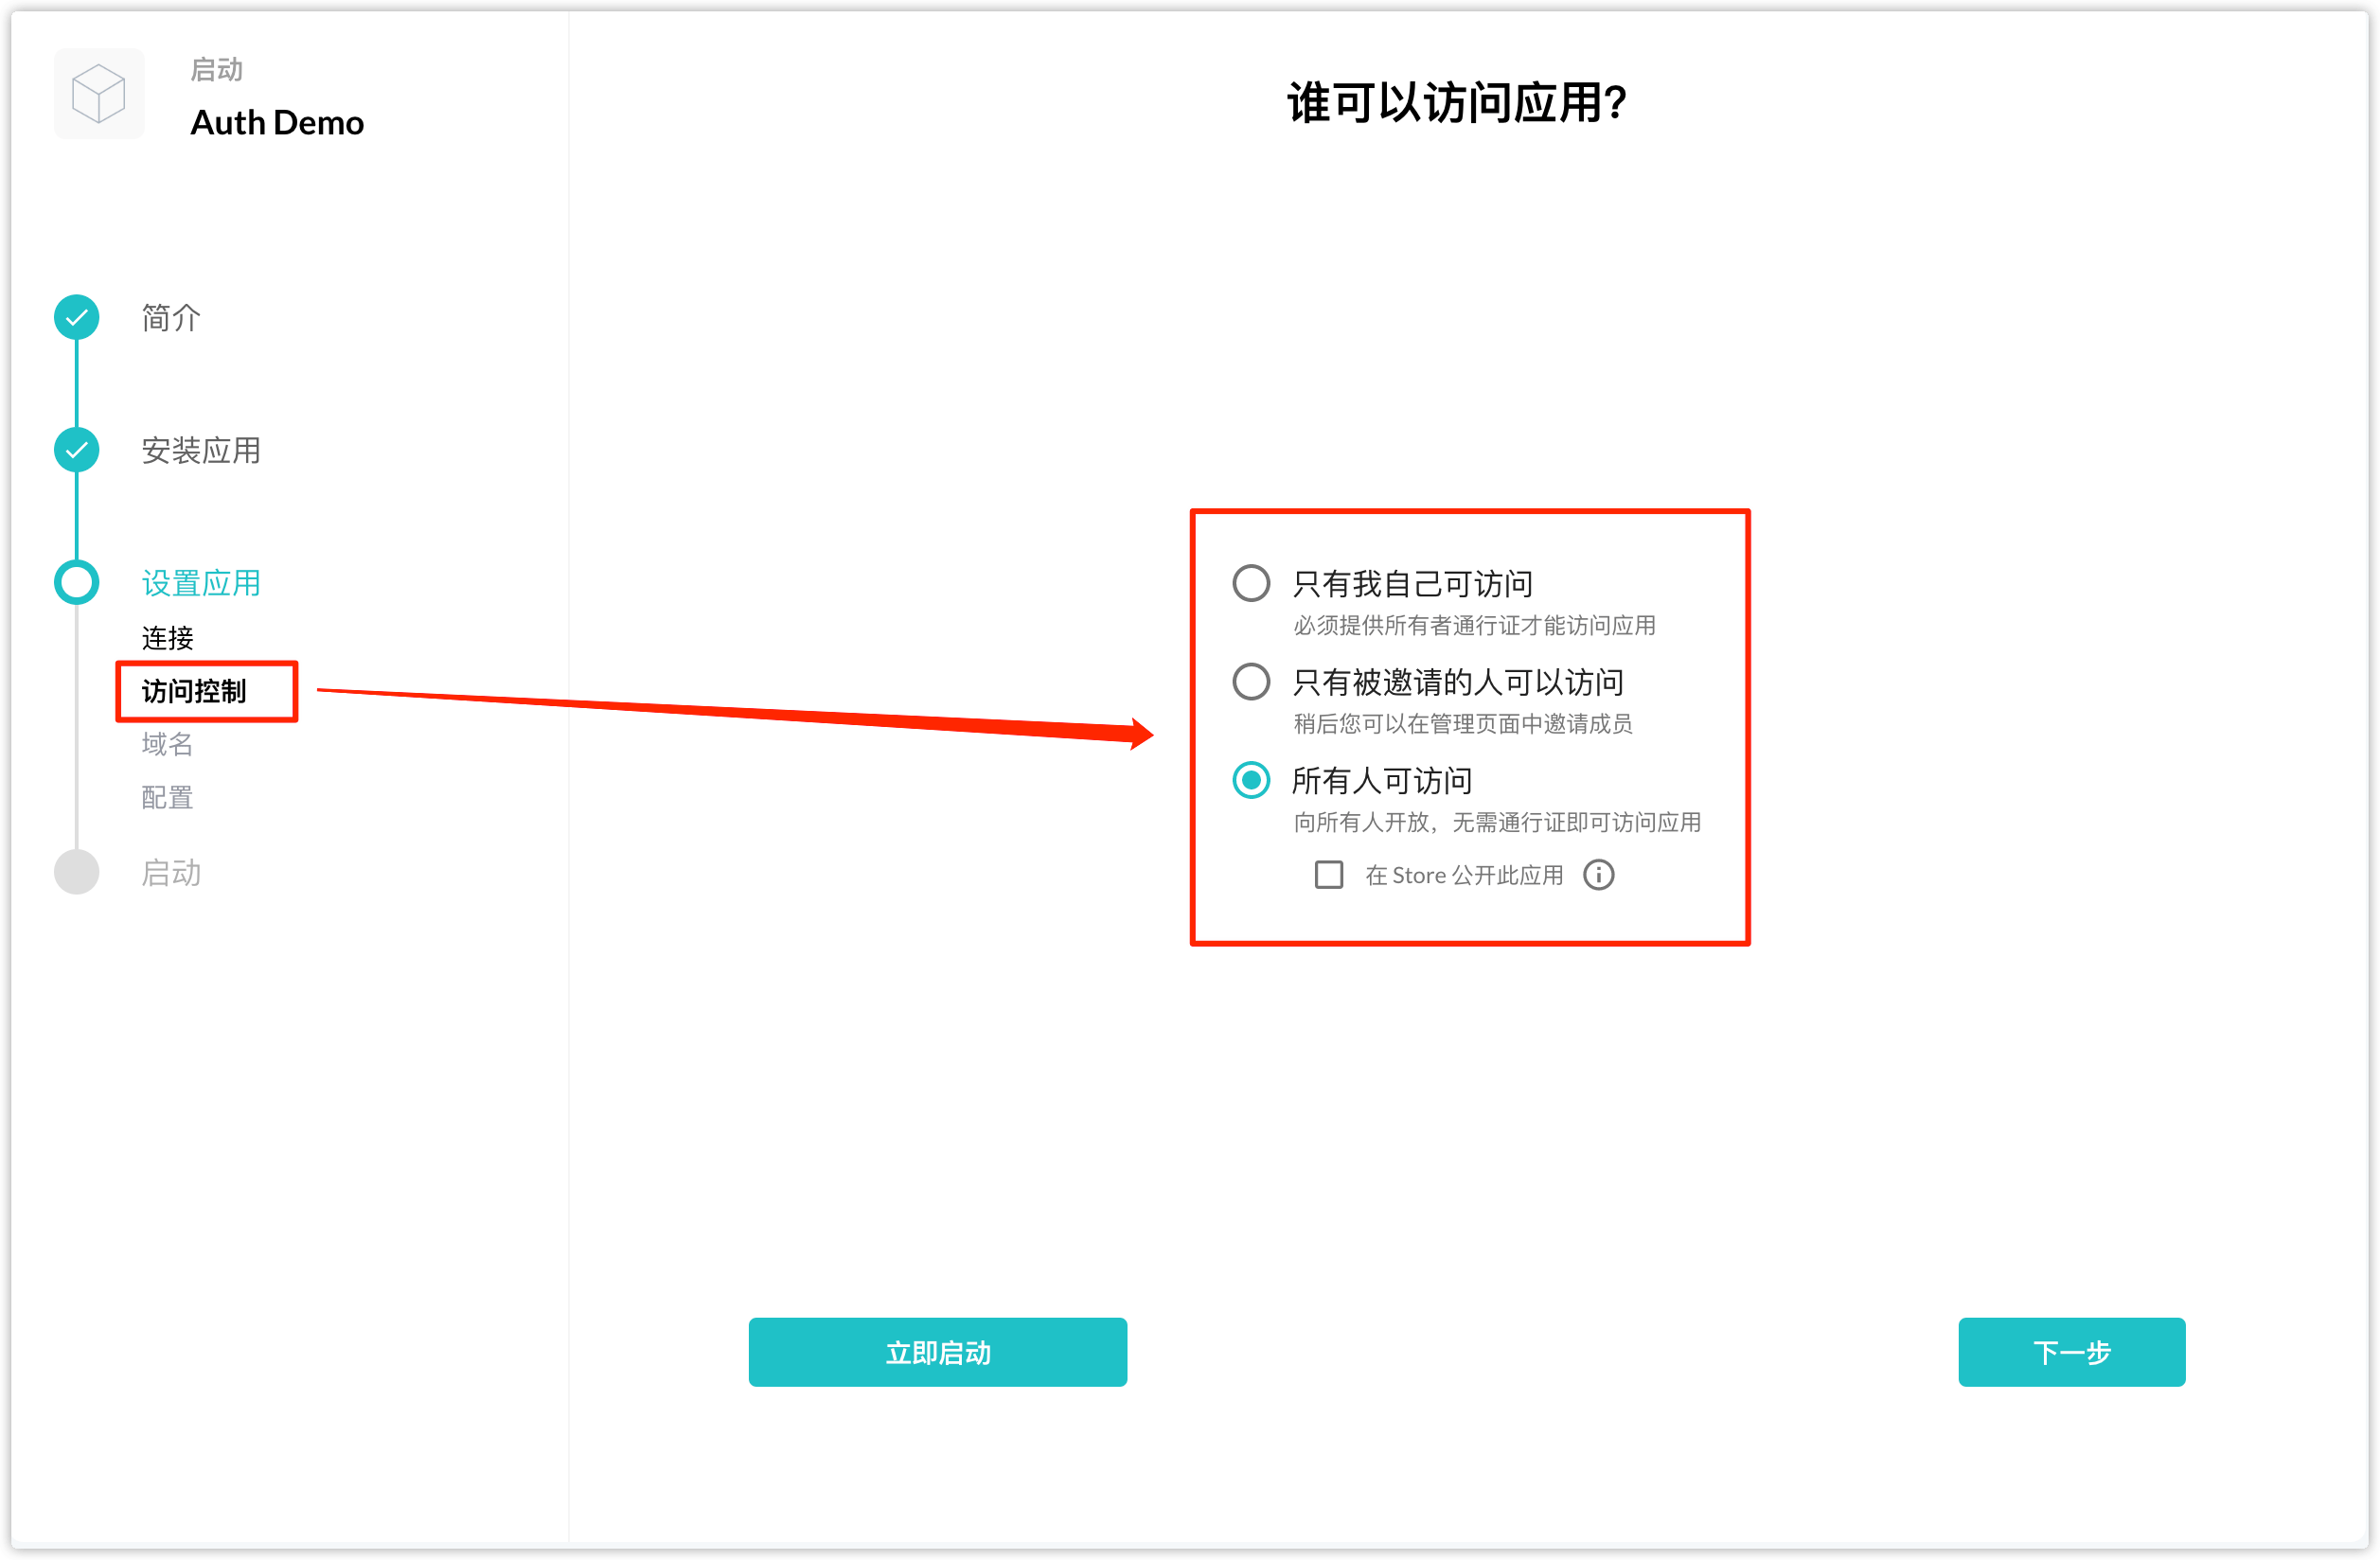 启动
Auth Demo
简介
安装应用
设置应用
连接
访问控制
域名
配置
启动
谁可以访问应用?
只有我自己可访问
必须提供所有者通行证才能访问应用
只有被邀请的人可以访问
稍后您可以在管理页面中邀请成员
所有人可访问
向所有人开放，无需通行证即可访问应用
在 Store 公开此应用
立即启动
下一步